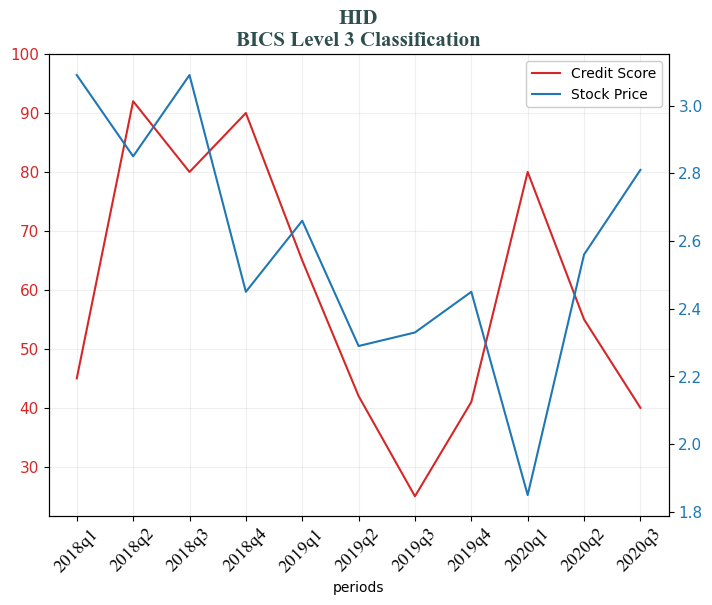 HID
BICS Level 3 Classification
Credit Score
Stock Price
100
90
80
70
60
50
40
30
3.0
2.8
2.6
2.4
2.2
2.0
1.8
2018q1
2018q2
2018q3
2018q4
2019q1
2019q2
2019q3
2019q4
2020q1
2020q2
2020q3
periods